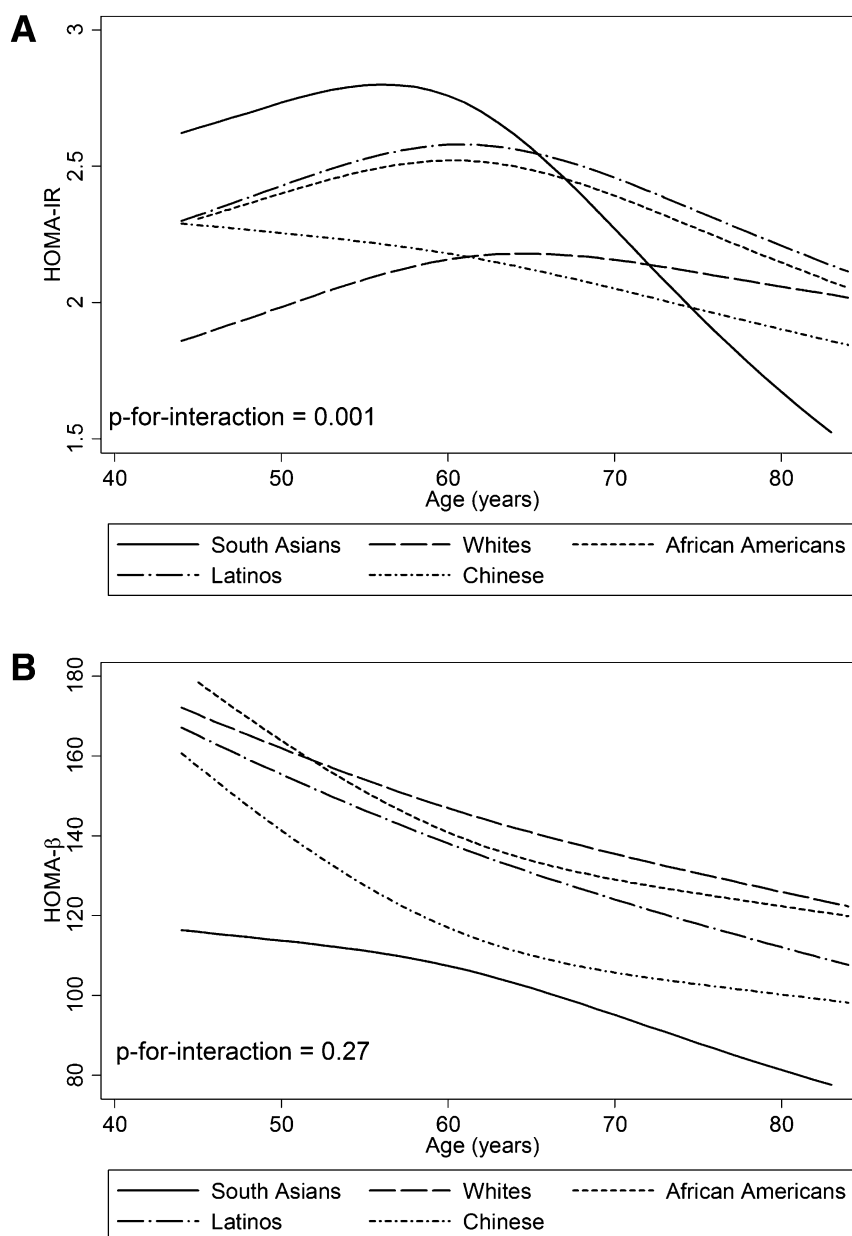 A
3
2.5
2
1.5
HOMA-IR
p-for-interaction = 0.001
40 50 60 70 80
Age (years)
South Asians Whites African Americans
Latinos Chinese
B
180
160
140
120
100
80
HOMA-β
p-for-interaction = 0.27
40 50 60 70 80
Age (years)
South Asians Whites African Americans
Latinos Chinese